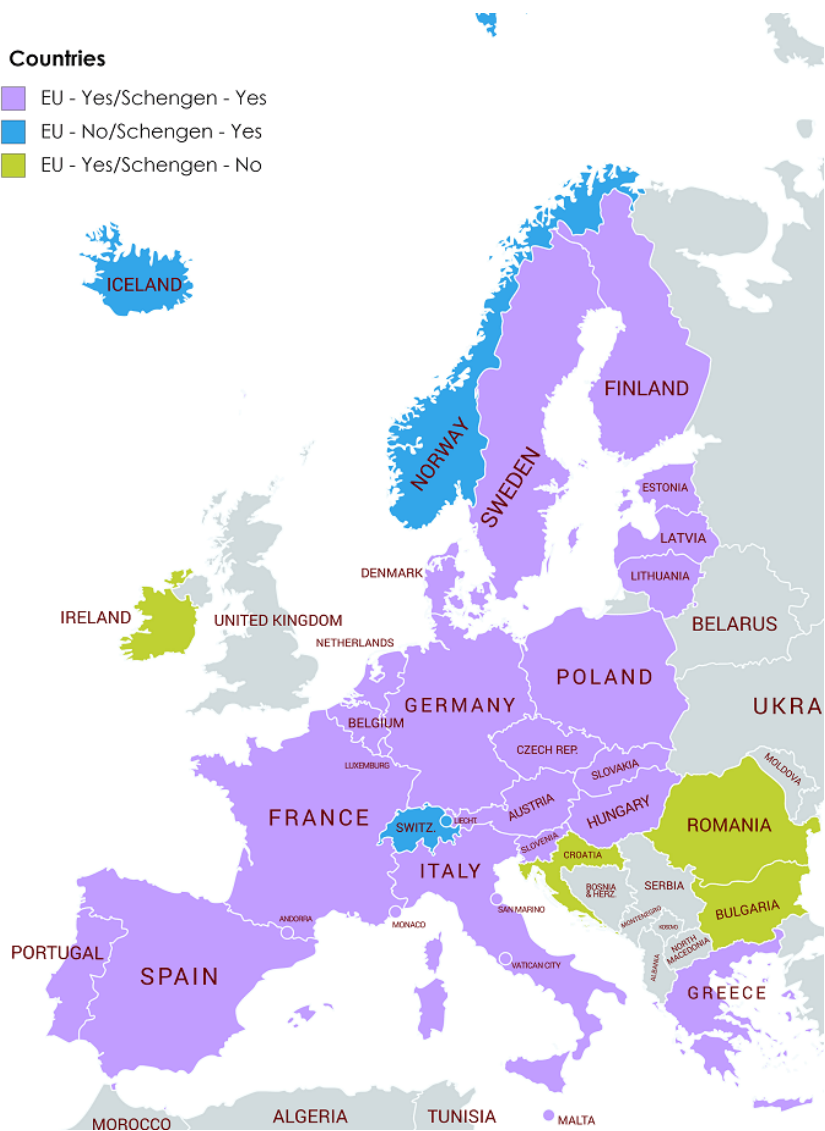 Countries
EU - Yes/Schengen - Yes
EU - No/Schengen - Yes
EU - Yes/Schengen - No
ICELAND
FINLAND
NORWAY
SWEDEN
ESTONIA
LATVIA
DENMARK
LITHUANIA
IRELAND
UNITED KINGDOM
BELARUS
NETHERLANDS
POLAND
GERMANY
UKRA
BELGIUM
CZECH REP.
LUXEMBURG
SLOVAKIA
MOLDOVA
AUSTRIA
HUNGARY
FRANCE
SWITZ.
LIECHT.
ROMANIA
SLOVENIA
CROATIA
ITALY
BOSNIA
& HERZ.
SERBIA
SAN MARINO
BULGARIA
ANDORRA
MONACO
MONTENEGRO
KOSOVO
PORTUGAL
NORTH
MACEDONIA
VATICAN CITY
ALBANIA
SPAIN
GREECE
MOROCCO
ALGERIA
TUNISIA
MALTA